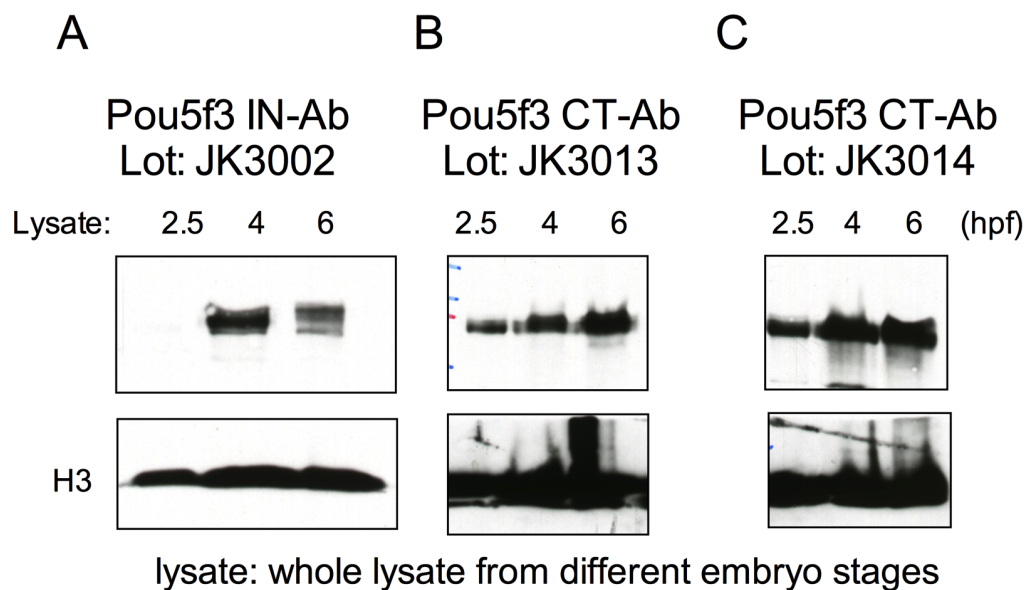 A
B
C
Pou5f3 IN-Ab
Lot: JK3002
Pou5f3 CT-Ab
Lot: JK3013
Pou5f3 CT-Ab
Lot: JK3014
Lysate: 2.5 4 6
2.5 4 6
2.5 4 6 (hpf)
H3
lysate: whole lysate from different embryo stages